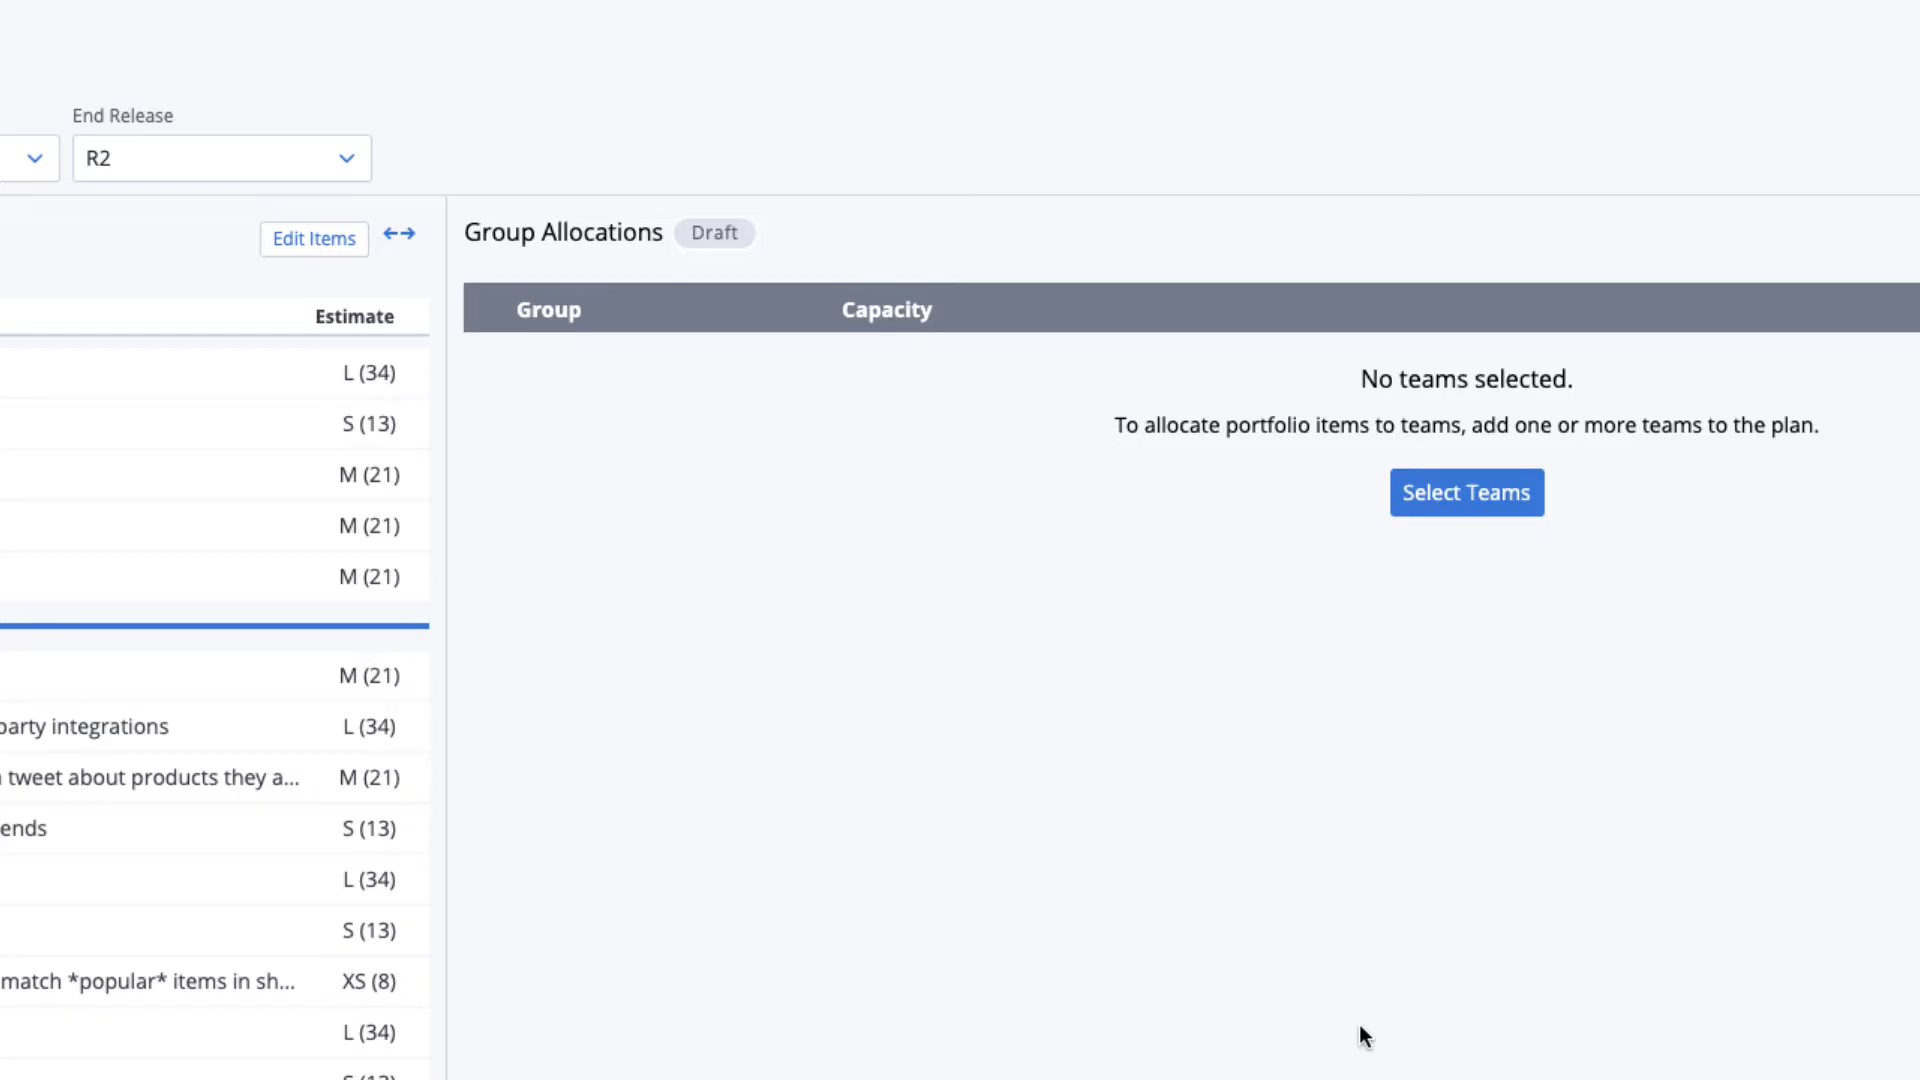 End Release
R2
Edit Items
Group Allocations Draft
Estimate
Group Capacity
L (34)
S (13)
M (21)
M (21)
M (21)
No teams selected.
To allocate portfolio items to teams, add one or more teams to the plan.
Select Teams
M (21)
party integrations L (34)
tweet about products they a... M (21)
ends S (13)
L (34)
S (13)
match *popular* items in sh... XS (8)
L (34)
S (13)